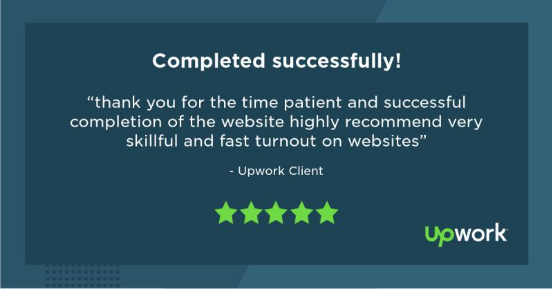 Completed successfully!
“thank you for the time patient and successful
completion of the website highly recommend very
skillful and fast turnout on websites”
- Upwork Client
upwork